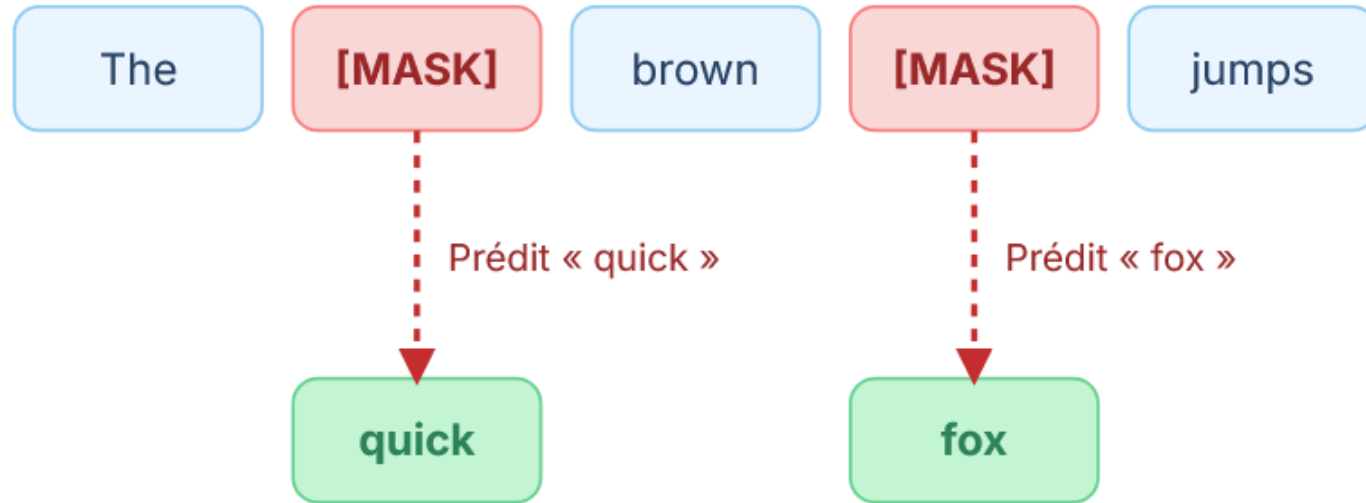 The [MASK] brown [MASK] jumps
Prédit « quick » Prédit « fox »
quick fox